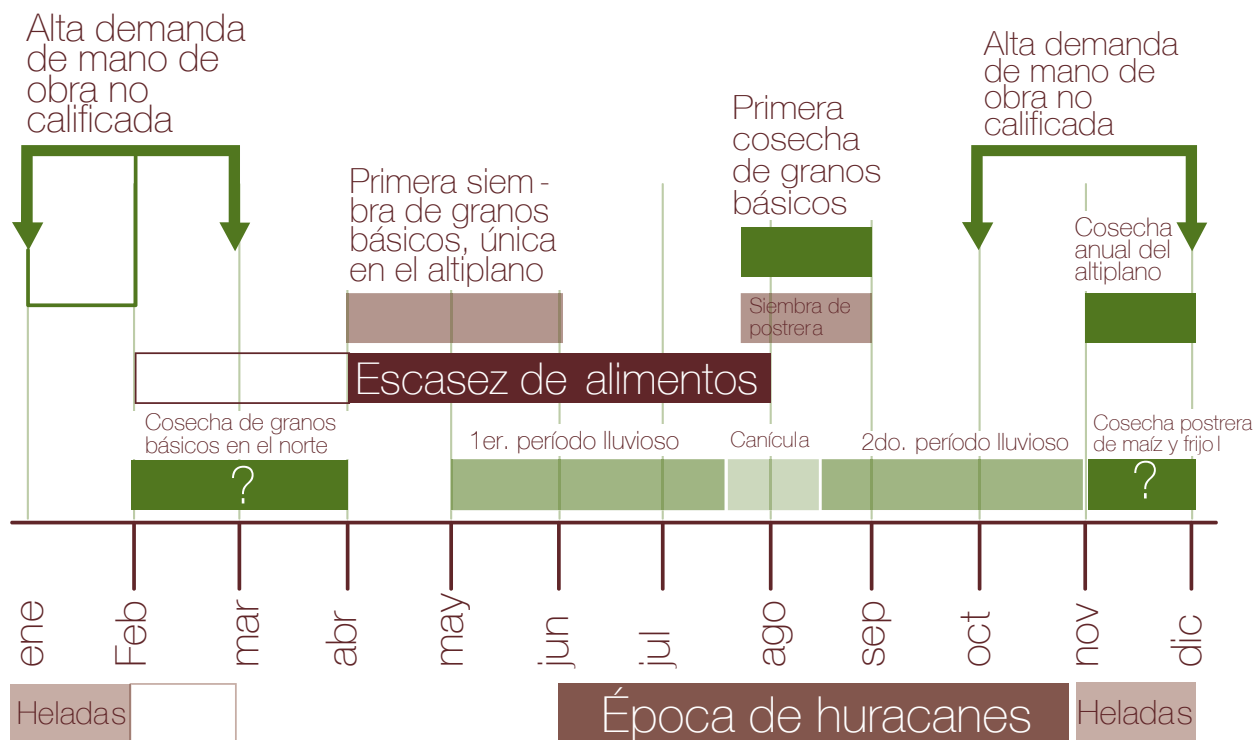 Alta demanda
de mano de
obra no
calificada
Alta demanda
de mano de
obra no
calificada
Primera
cosecha
de granos
básicos
Primera siem-
bra de granos
básicos, única
en el altiplano
Cosecha
anual del
altiplano
Siembra de
postrera
Escasez de alimentos
Cosecha de granos
básicos en el norte
1er. período lluvioso
Canícula
2do. período lluvioso
Cosecha postrera
de maíz y frijol
?
?
ene
Feb
mar
abr
may
jun
jul
ago
sep
oct
nov
dic
Heladas
Época de huracanes
Heladas